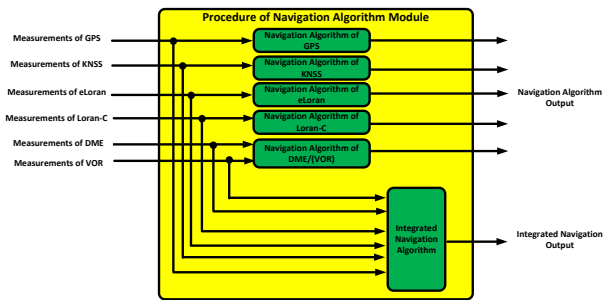 Procedure of Navigation Algorithm Module
Measurements of GPS
Measurements of KNSS
Measurements of eLoran
Measurements of Loran-C
Measurements of DME
Measurements of VOR
Navigation Algorithm of
GPS
Navigation Algorithm of
KNSS
Navigation Algorithm of
eLoran
Navigation Algorithm of
Loran-C
Navigation Algorithm of
DME/(VOR)
Navigation Algorithm
Output
Integrated
Navigation
Algorithm
Integrated Navigation
Output